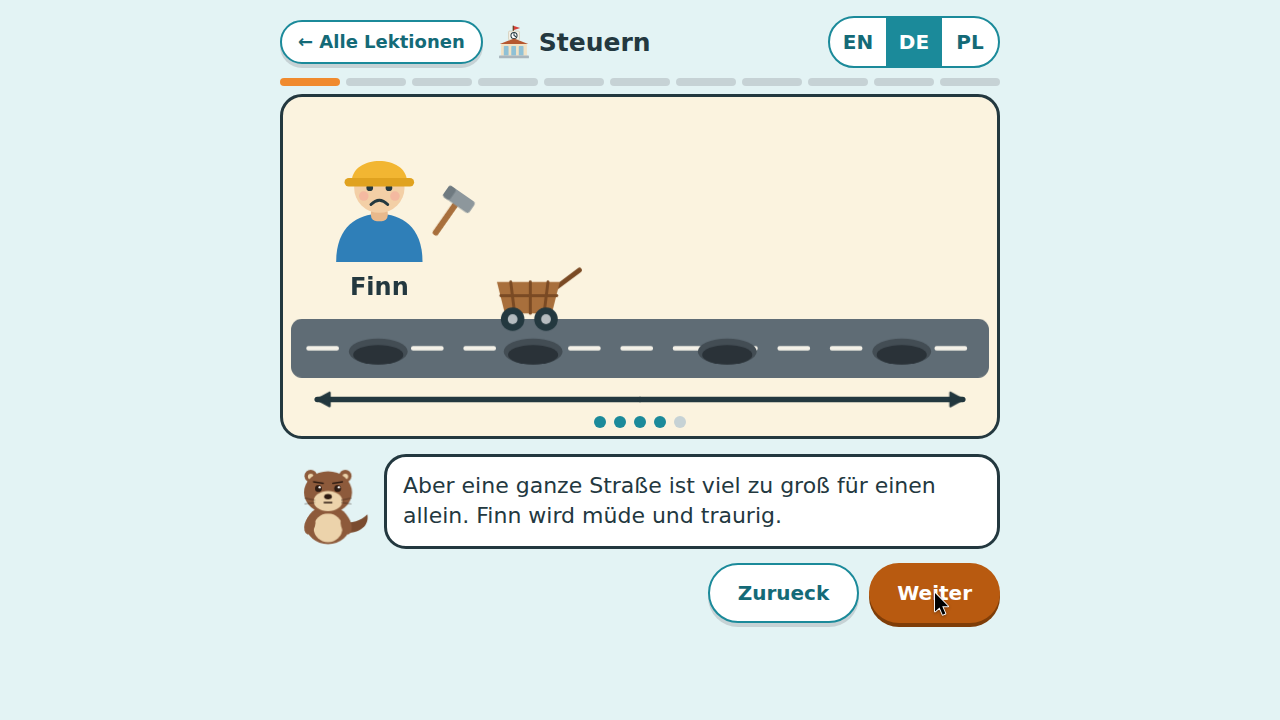 ← Alle Lektionen
Steuern
EN DE PL
Finn
Aber eine ganze Straße ist viel zu groß für einen
allein. Finn wird müde und traurig.
Zurueck
Weiter